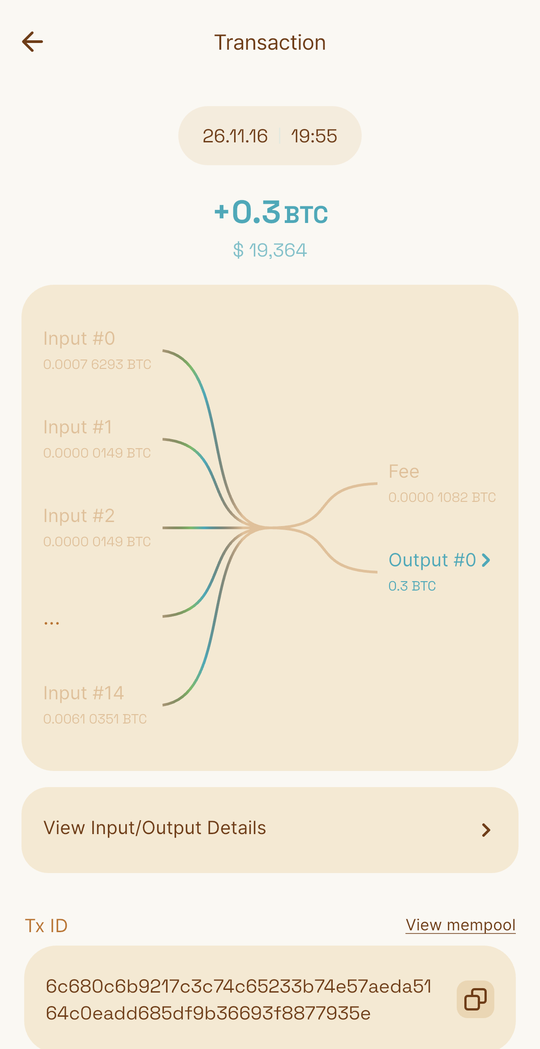 Transaction
26.11.16 19:55
+0.3 BTC
$ 19,364
Input #0
0.0007 6293 BTC
Input #1
0.0000 0149 BTC
Input #2
0.0000 0149 BTC
...
Input #14
0.0061 0351 BTC
Fee
0.0000 1082 BTC
Output #0
0.3 BTC
View Input/Output Details
Tx ID
View mempool
6c680c6b9217c3c74c65233b74e57aeda51
64c0eadd685df9b36693f8877935e